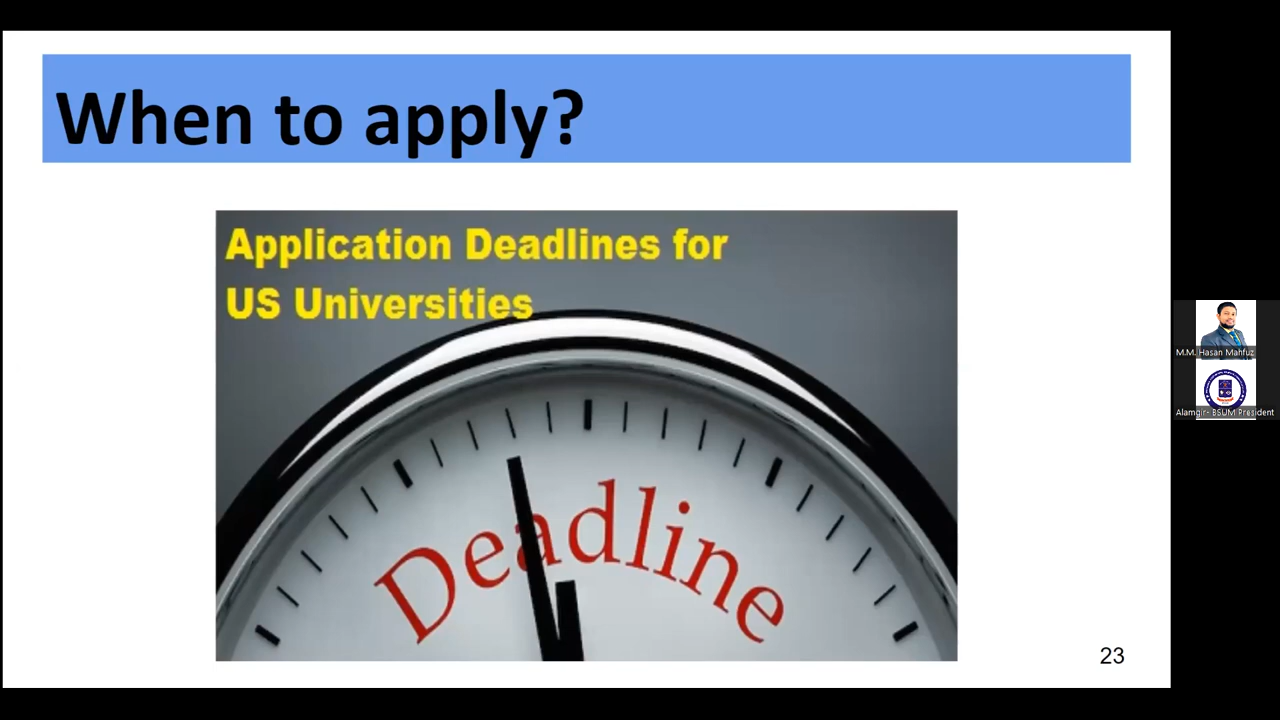 When to apply?
Application Deadlines for
US Universities
Deadline
23
M.M. Hasan Mahfuz
Alamgir- BSUM President